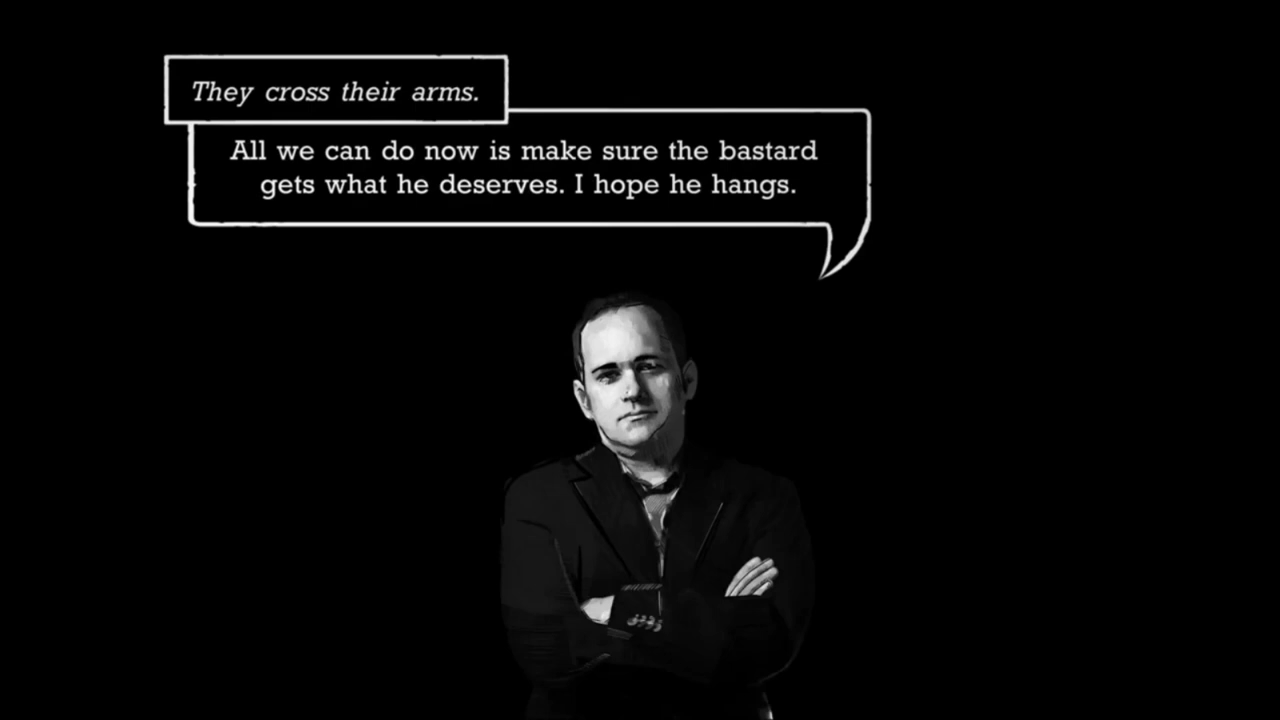 They cross their arms.
All we can do now is make sure the bastard
gets what he deserves. I hope he hangs.